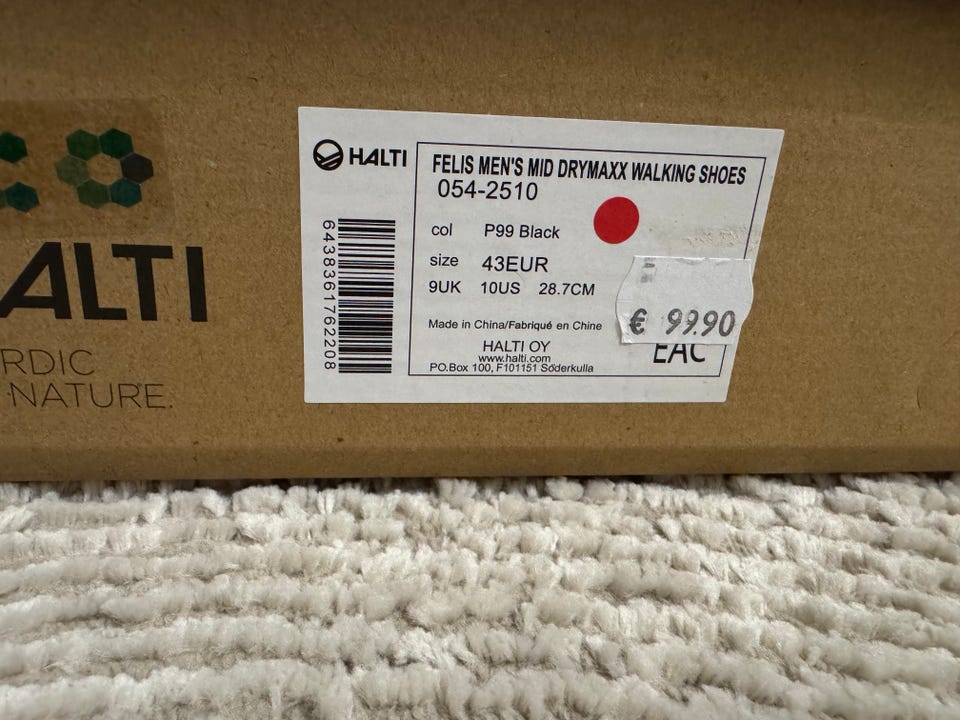 ALTI
RDIC
NATURE.
HALTI
6438361762208
FELIS MEN'S MID DRYMAXX WALKING SHOES
054-2510
col P99 Black
size 43EUR
9UK 10US 28.7CM
€ 99.90
Made in China/Fabriqué en Chine
EAC
HALTI OY
www.halti.com
PO.Box 100, F101151 Söderkulla